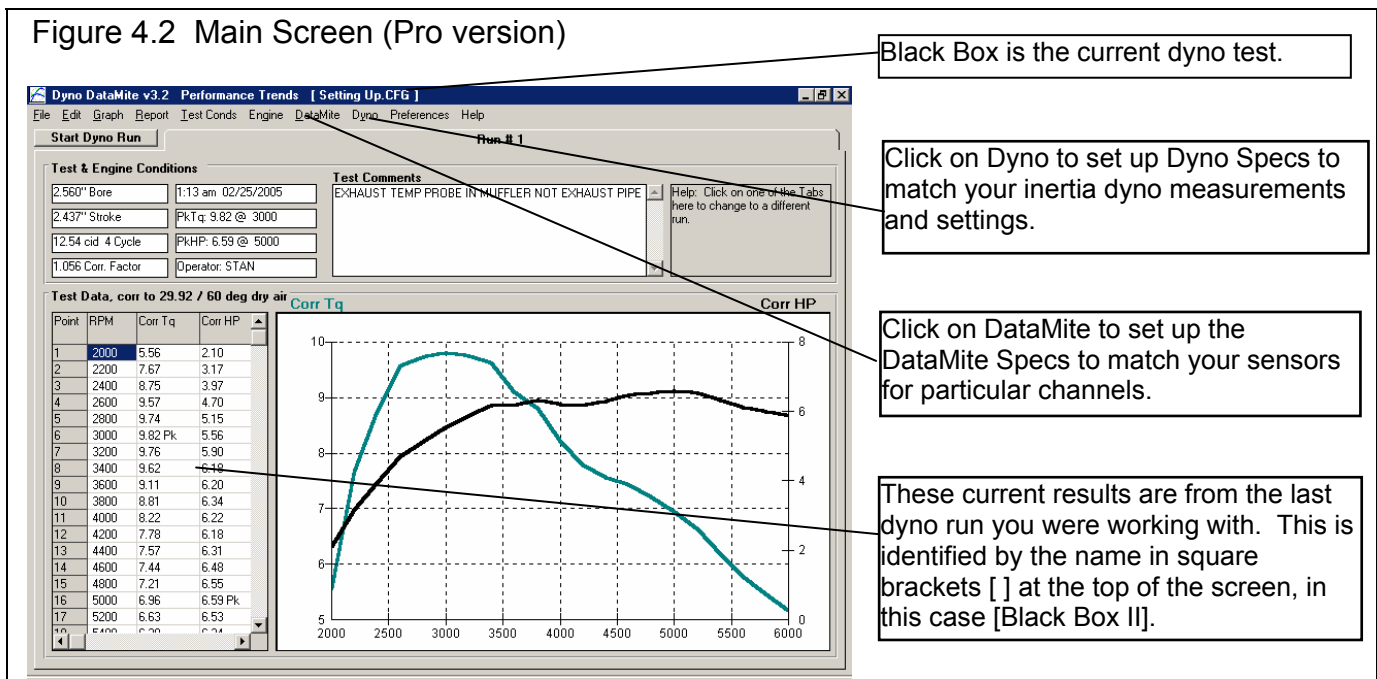 Figure 4.2 Main Screen (Pro version)
Black Box is the current dyno test.
Dyno DataMite v3.2 Performance Trends [ Setting Up.CFG ]
File Edit Graph Report Test Conds Engine DataMite Dyno Preferences Help
Start Dyno Run
Run # 1
Click on Dyno to set up Dyno Specs to
match your inertia dyno measurements
and settings.
Test & Engine Conditions
2.560" Bore
1:13 am 02/25/2005
2.437" Stroke
PkTq: 9.82 @ 3000
12.54 cid 4 Cycle
PkHP: 6.59 @ 5000
1.056 Corr. Factor
Operator: STAN
Test Comments
EXHAUST TEMP PROBE IN MUFFLER NOT EXHAUST PIPE
Help: Click on one of the Tabs
here to change to a different
run.
Click on DataMite to set up the
DataMite Specs to match your sensors
for particular channels.
Test Data, corr to 29.92 / 60 deg dry air
Point RPM Corr Tq Corr HP
1 2000 5.56 2.10
2 2200 7.67 3.17
3 2400 8.75 3.97
4 2600 9.57 4.70
5 2800 9.74 5.15
6 3000 9.82 Pk 5.56
7 3200 9.76 5.90
8 3400 9.62 6.18
9 3600 9.11 6.20
10 3800 8.81 6.34
11 4000 8.22 6.22
12 4200 7.78 6.18
13 4400 7.57 6.31
14 4600 7.44 6.48
15 4800 7.21 6.55
16 5000 6.96 6.59 Pk
17 5200 6.63 6.53
Corr Tq
Corr HP
10
9
8
7
6
5
8
6
4
2
0
2000 2500 3000 3500 4000 4500 5000 5500 6000
These current results are from the last
dyno run you were working with. This is
identified by the name in square
brackets [ ] at the top of the screen, in
this case [Black Box II].